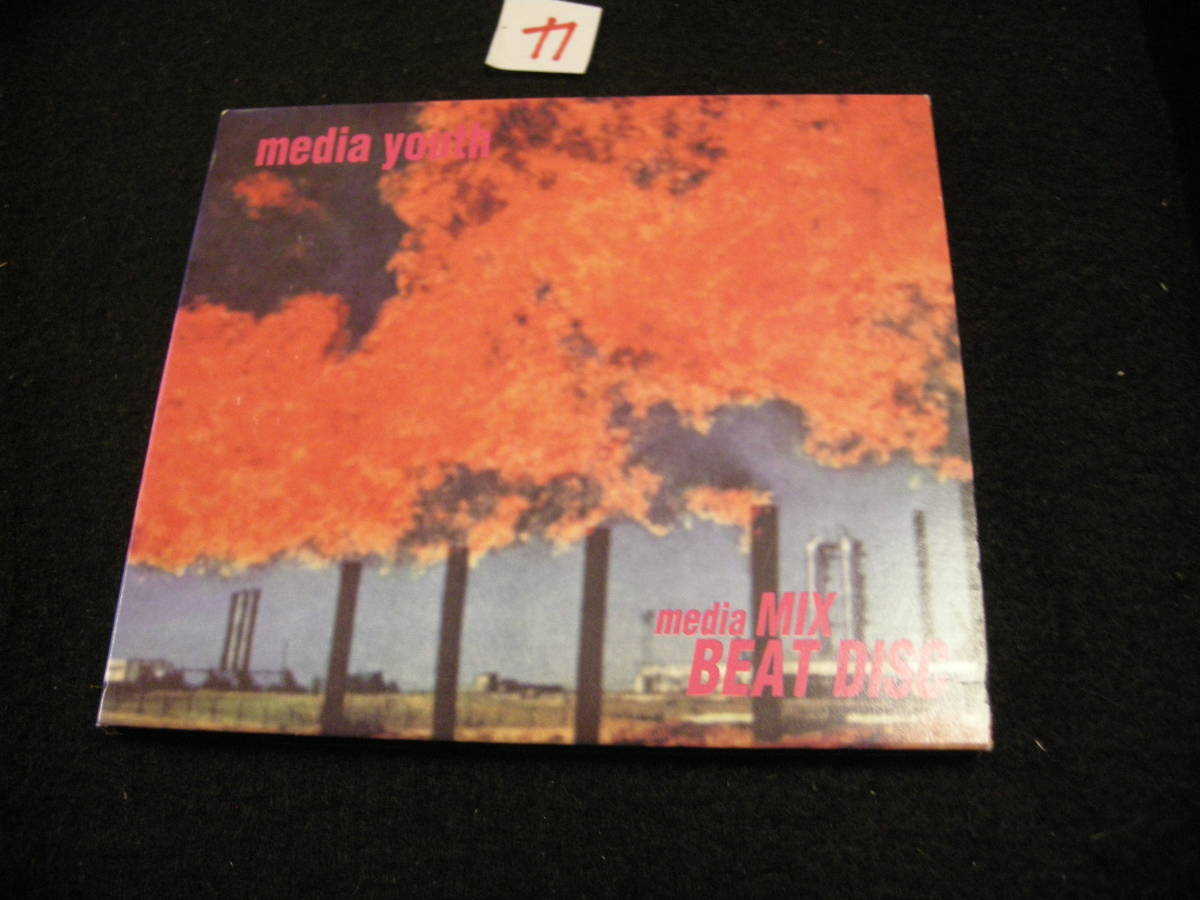 カ
media youth
media MIX
BEAT DISC